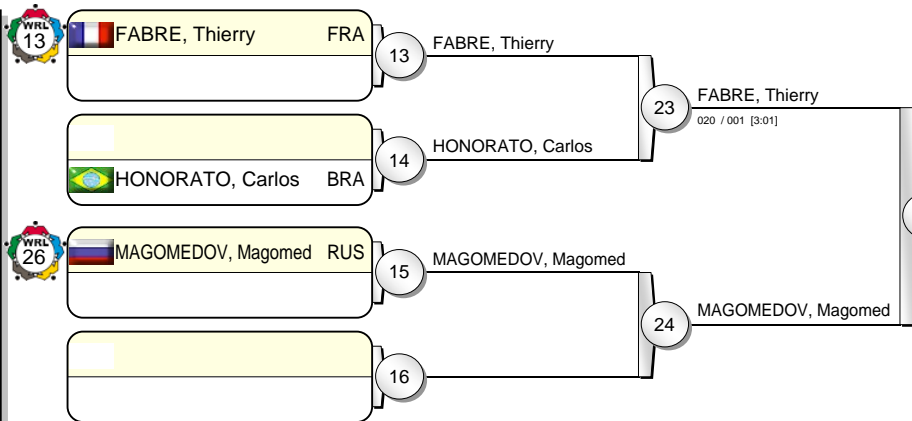 WRL
13
FABRE, Thierry FRA
13
FABRE, Thierry
23
FABRE, Thierry
020 / 001 [3:01]
14
HONORATO, Carlos
HONORATO, Carlos BRA
WRL
26
MAGOMEDOV, Magomed RUS
15
MAGOMEDOV, Magomed
24
MAGOMEDOV, Magomed
16